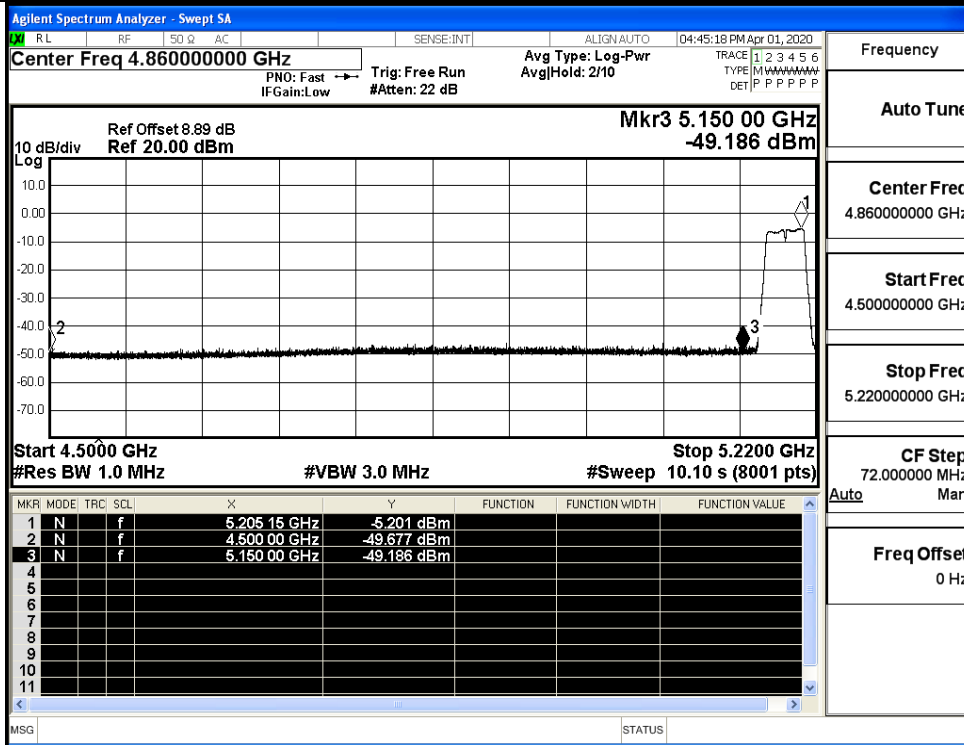 Agilent Spectrum Analyzer - Swept SA
LXI RL RF 50 Ω AC SENSE:INT ALIGN AUTO 04:45:18 PM Apr 01, 2020
Center Freq 4.860000000 GHz
PNO: Fast
IFGain:Low
Trig: Free Run
#Atten: 22 dB
Avg Type: Log-Pwr
Avg|Hold: 2/10
TRACE 1 2 3 4 5 6
TYPE M
DET P P P P P P
Mkr3 5.150 00 GHz
-49.186 dBm
Ref Offset 8.89 dB
10 dB/div Ref 20.00 dBm
Log
10.0
0.00
-10.0
-20.0
-30.0
-40.0
-50.0
-60.0
-70.0
1
2
3
Start 4.5000 GHz Stop 5.2200 GHz
#Res BW 1.0 MHz #VBW 3.0 MHz #Sweep 10.10 s (8001 pts)
MKR MODE TRC SCL X Y FUNCTION FUNCTION WIDTH FUNCTION VALUE
1 N f 5.205 15 GHz -5.201 dBm
2 N f 4.500 00 GHz -49.677 dBm
3 N f 5.150 00 GHz -49.186 dBm
4
5
6
7
8
9
10
11
MSG STATUS
Frequency
Auto Tune
Center Freq
4.860000000 GHz
Start Freq
4.500000000 GHz
Stop Freq
5.220000000 GHz
CF Step
72.000000 MHz
Auto Man
Freq Offset
0 Hz